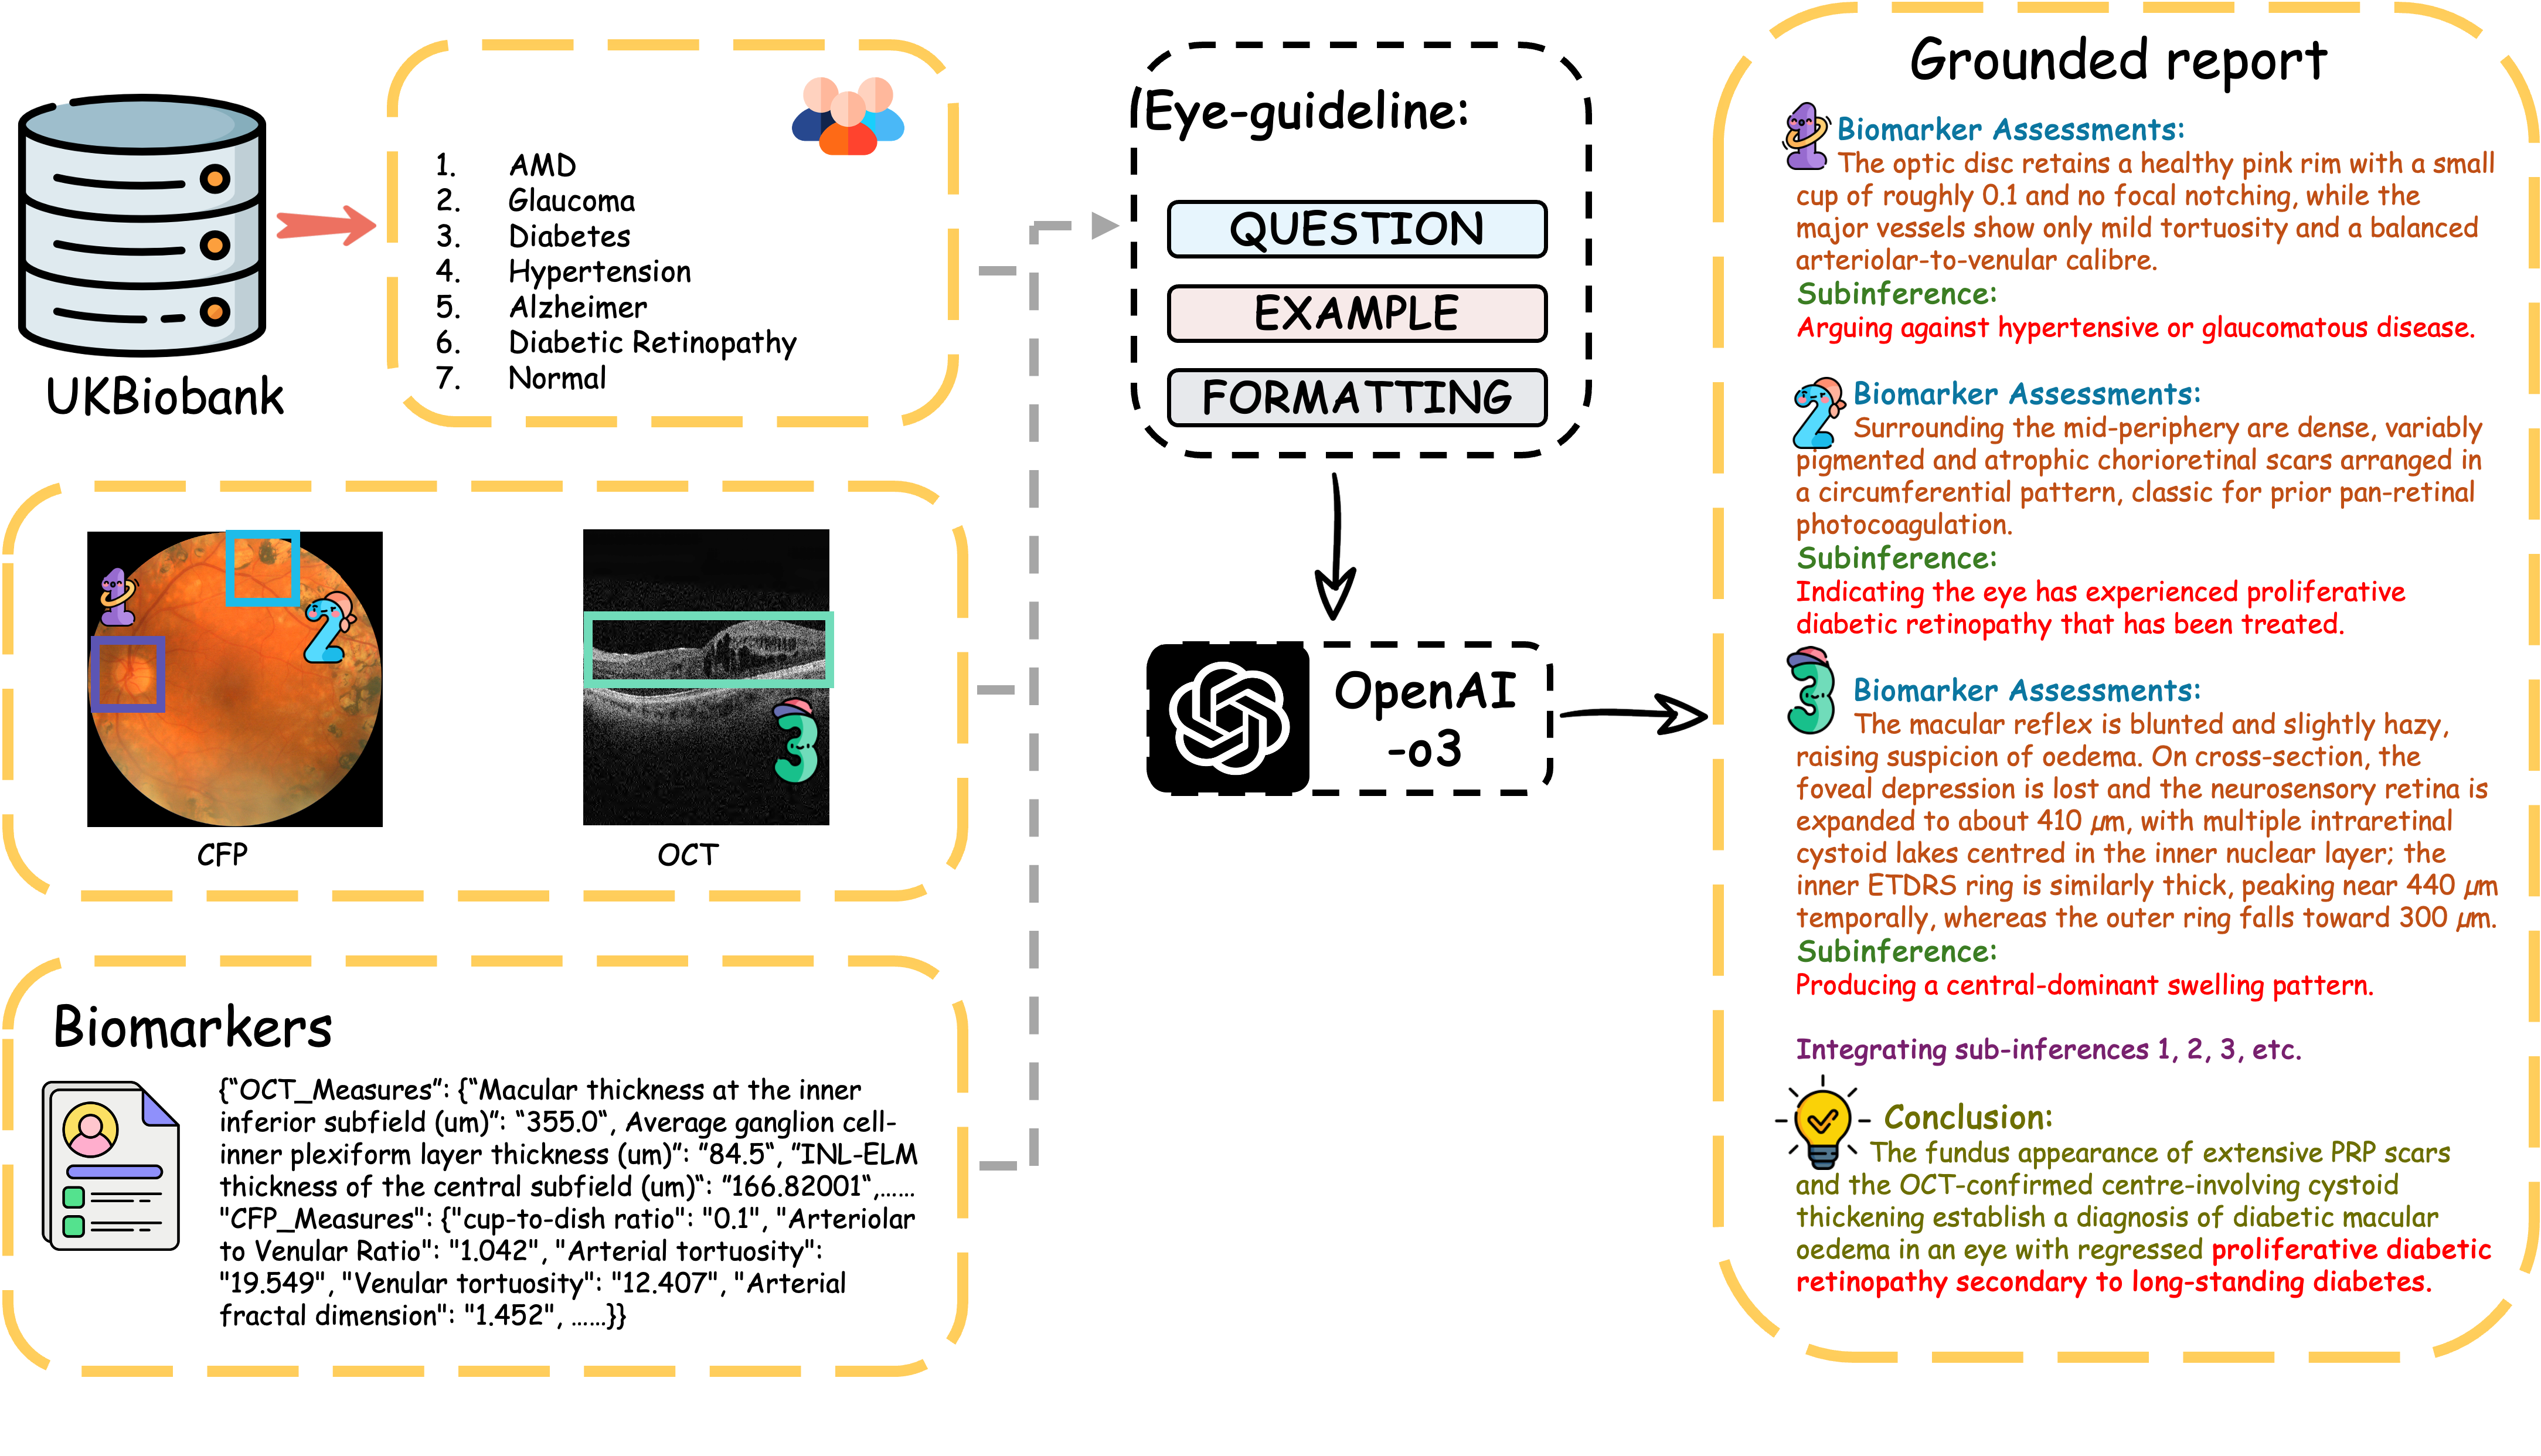 UKBiobank
1. AMD
2. Glaucoma
3. Diabetes
4. Hypertension
5. Alzheimer
6. Diabetic Retinopathy
7. Normal
1
2
3
CFP
OCT
Biomarkers
{“OCT_Measures”: {“Macular thickness at the inner
inferior subfield (um)”: “355.0“, Average ganglion cell-
inner plexiform layer thickness (um)”: ”84.5“, ”INL-ELM
thickness of the central subfield (um)“: ”166.82001“,……
"CFP_Measures": {"cup-to-dish ratio": "0.1", "Arteriolar
to Venular Ratio": "1.042", "Arterial tortuosity":
"19.549", "Venular tortuosity": "12.407", "Arterial
fractal dimension": "1.452", ……}}
Eye-guideline:
QUESTION
EXAMPLE
FORMATTING
OpenAI
-o3
Grounded report
1 Biomarker Assessments:
The optic disc retains a healthy pink rim with a small
cup of roughly 0.1 and no focal notching, while the
major vessels show only mild tortuosity and a balanced
arteriolar-to-venular calibre.
Subinference:
Arguing against hypertensive or glaucomatous disease.
2 Biomarker Assessments:
Surrounding the mid-periphery are dense, variably
pigmented and atrophic chorioretinal scars arranged in
a circumferential pattern, classic for prior pan-retinal
photocoagulation.
Subinference:
Indicating the eye has experienced proliferative
diabetic retinopathy that has been treated.
3 Biomarker Assessments:
The macular reflex is blunted and slightly hazy,
raising suspicion of oedema. On cross-section, the
foveal depression is lost and the neurosensory retina is
expanded to about 410 µm, with multiple intraretinal
cystoid lakes centred in the inner nuclear layer; the
inner ETDRS ring is similarly thick, peaking near 440 µm
temporally, whereas the outer ring falls toward 300 µm.
Subinference:
Producing a central-dominant swelling pattern.
Integrating sub-inferences 1, 2, 3, etc.
Conclusion:
The fundus appearance of extensive PRP scars
and the OCT-confirmed centre-involving cystoid
thickening establish a diagnosis of diabetic macular
oedema in an eye with regressed proliferative diabetic
retinopathy secondary to long-standing diabetes.